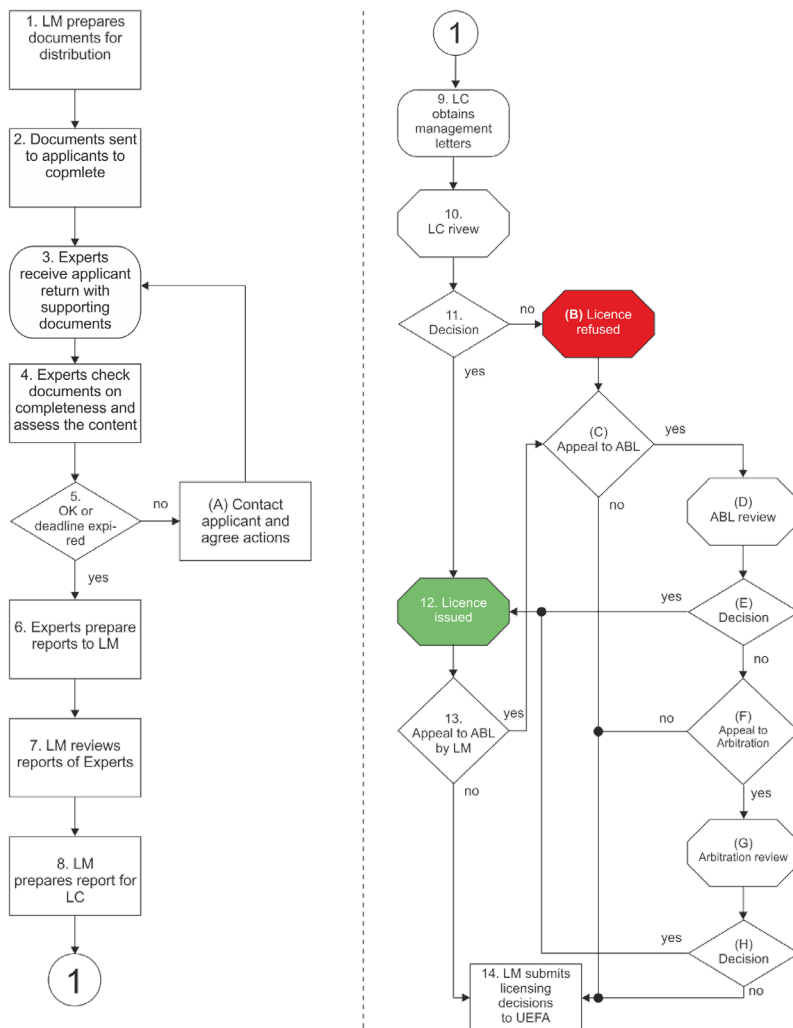 1. LM prepares
documents for
distribution
2. Documents sent
to applicants to
copmlete
3. Experts
receive applicant
return with
supporting
documents
4. Experts check
documents on
completeness and
assess the content
5.
OK or
deadline expi-
red
no
(A) Contact
applicant and
agree actions
yes
6. Experts prepare
reports to LM
7. LM reviews
reports of Experts
8. LM
prepares report for
LC
1
1
9. LC
obtains
management
letters
10.
LC rivew
11.
Decision
no
(B) Licence
refused
yes
(C)
Appeal to ABL
yes
no
(D)
ABL review
12. Licence
issued
yes
(E)
Decision
no
13.
Appeal to ABL
by LM
yes
no
no
(F)
Appeal to
Arbitration
yes
(G)
Arbitration review
yes
(H)
Decision
no
14. LM submits
licensing
decisions
to UEFA